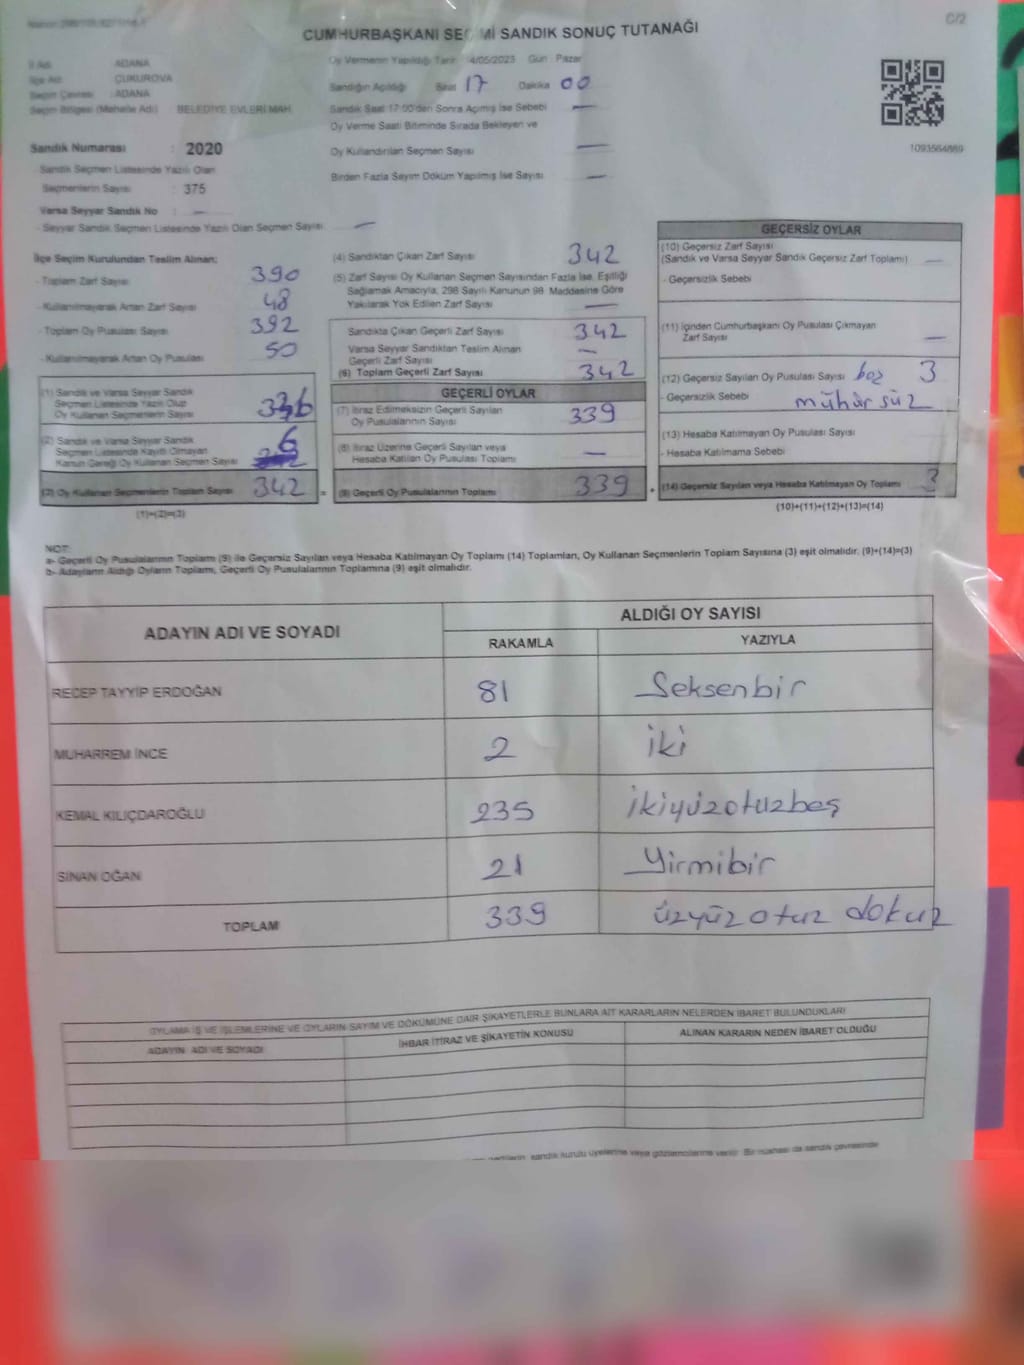 C/2
CUMHURBAŞKANI SEÇİMİ SANDIK SONUÇ TUTANAĞI
İl Adı : ADANA
İlçe Adı : ÇUKUROVA
Seçim Çevresi : ADANA
Seçim Bölgesi (Mahalle Adı) : BELEDİYE EVLERİ MAH.
Sandık Numarası : 2020
- Sandık Seçmen Listesinde Yazılı Olan
Seçmenlerin Sayısı : 375
Varsa Seyyar Sandık No : —
- Seyyar Sandık Seçmen Listesinde Yazılı Olan Seçmen Sayısı : —
Oy Vermenin Yapıldığı Tarih : 14/05/2023 Gün : Pazar
Sandığın Açıldığı Saat 17 Dakika 00
Sandık Saat 17:00'den Sonra Açılmış İse Sebebi —
Oy Verme Saati Bitiminde Sırada Bekleyen ve
Oy Kullandırılan Seçmen Sayısı —
Birden Fazla Sayım Döküm Yapılmış İse Sayısı —
1093564869
İlçe Seçim Kurulundan Teslim Alınan;
- Toplam Zarf Sayısı 390
- Kullanılmayarak Artan Zarf Sayısı 48
- Toplam Oy Pusulası Sayısı 392
- Kullanılmayarak Artan Oy Pusulası 50
(1) Sandık ve Varsa Seyyar Sandık
Seçmen Listesinde Yazılı Olup
Oy Kullanan Seçmenlerin Sayısı 336
(2) Sandık ve Varsa Seyyar Sandık
Seçmen Listesinde Kayıtlı Olmayan
Kanun Gereği Oy Kullanan Seçmen Sayısı 6
(3) Oy Kullanan Seçmenlerin Toplam Sayısı 342 =
(1)+(2)=(3)
(4) Sandıktan Çıkan Zarf Sayısı 342
(5) Zarf Sayısı Oy Kullanan Seçmen Sayısından Fazla İse, Eşitliği
Sağlamak Amacıyla, 298 Sayılı Kanunun 98. Maddesine Göre
Yakılarak Yok Edilen Zarf Sayısı —
Sandıkta Çıkan Geçerli Zarf Sayısı 342
Varsa Seyyar Sandıktan Teslim Alınan
Geçerli Zarf Sayısı —
(6) Toplam Geçerli Zarf Sayısı 342
GEÇERLİ OYLAR
(7) İtiraz Edilmeksizin Geçerli Sayılan
Oy Pusulalarının Sayısı 339
(8) İtiraz Üzerine Geçerli Sayılan veya
Hesaba Katılan Oy Pusulası Toplamı —
(9) Geçerli Oy Pusulalarının Toplamı 339 +
GEÇERSİZ OYLAR
(10) Geçersiz Zarf Sayısı
(Sandık ve Varsa Seyyar Sandık Geçersiz Zarf Toplamı) —
- Geçersizlik Sebebi
(11) İçinden Cumhurbaşkanı Oy Pusulası Çıkmayan
Zarf Sayısı —
(12) Geçersiz Sayılan Oy Pusulası Sayısı boş 3
- Geçersizlik Sebebi mühürsüz
(13) Hesaba Katılmayan Oy Pusulası Sayısı
- Hesaba Katılmama Sebebi
(14) Geçersiz Sayılan veya Hesaba Katılmayan Oy Toplamı 3
(10)+(11)+(12)+(13)=(14)
NOT:
a- Geçerli Oy Pusulalarının Toplamı (9) ile Geçersiz Sayılan veya Hesaba Katılmayan Oy Toplamı (14) Toplamları, Oy Kullanan Seçmenlerin Toplam Sayısına (3) eşit olmalıdır. (9)+(14)=(3)
b- Adayların Aldığı Oyların Toplamı, Geçerli Oy Pusulalarının Toplamına (9) eşit olmalıdır.
ADAYIN ADI VE SOYADI
ALDIĞI OY SAYISI
RAKAMLA YAZIYLA
RECEP TAYYİP ERDOĞAN 81 Seksenbir
MUHARREM İNCE 2 iki
KEMAL KILIÇDAROĞLU 235 ikiyüzotuzbeş
SİNAN OĞAN 21 Yirmibir
TOPLAM 339 üzyüzotuz dokuz
OYLAMA İŞ VE İŞLEMLERİNE VE OYLARIN SAYIM VE DÖKÜMÜNE DAİR ŞİKAYETLERLE BUNLARA AİT KARARLARIN NELERDEN İBARET BULUNDUKLARI
ADAYIN ADI VE SOYADI İHBAR İTİRAZ VE ŞİKAYETİN KONUSU ALINAN KARARIN NEDEN İBARET OLDUĞU
sandık kurulu üyelerine veya gözlemcilerine verilir. Bir nüshası da sandık çevresinde